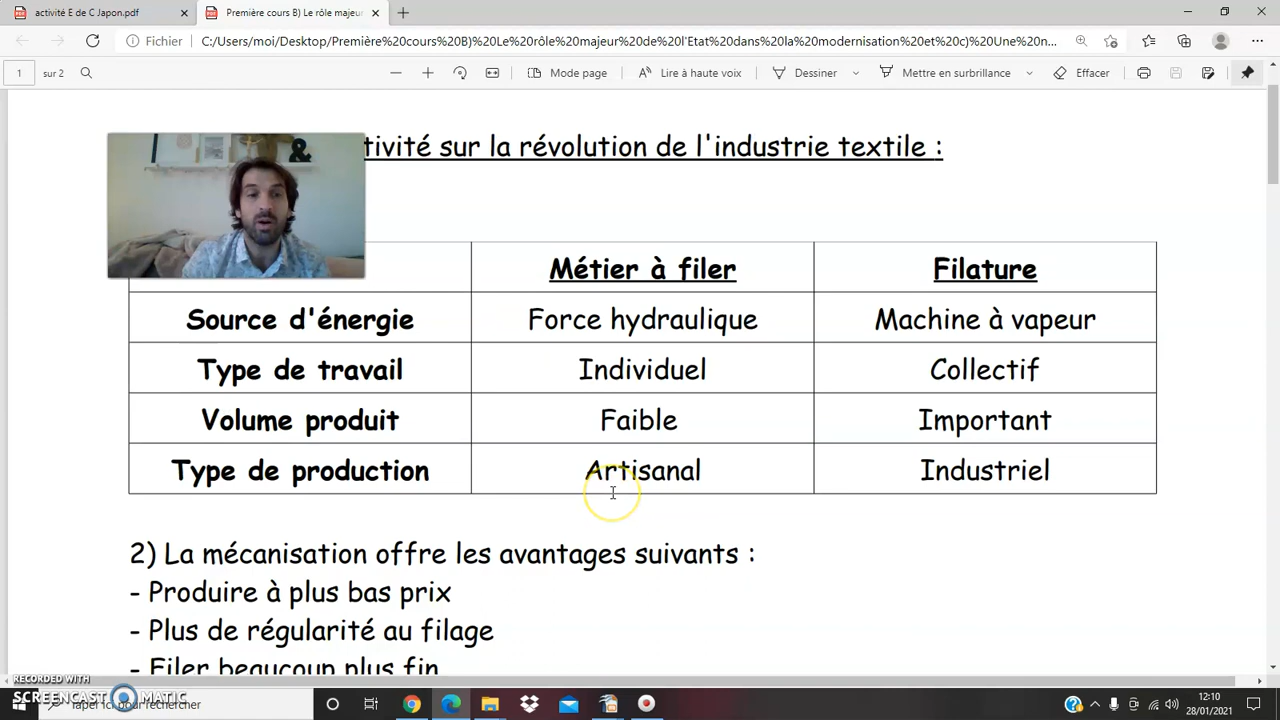 activité E de C Japon.pdf
Première cours B) Le rôle majeur
Fichier
C:/Users/moi/Desktop/Première%20cours%20B)%20Le%20rôle%20majeur%20de%20l'Etat%20dans%20la%20modernisation%20et%20c)%20Une%20n...
1
sur 2
Mode page
Lire à haute voix
Dessiner
Mettre en surbrillance
Effacer
tivité sur la révolution de l'industrie textile :
Métier à filer
Filature
Source d'énergie
Force hydraulique
Machine à vapeur
Type de travail
Individuel
Collectif
Volume produit
Faible
Important
Type de production
Artisanal
Industriel
2) La mécanisation offre les avantages suivants :
- Produire à plus bas prix
- Plus de régularité au filage
- Filer beaucoup plus fin
RECORDED WITH
SCREENCAST MATIC
Taper ici pour rechercher
12:10
28/01/2021